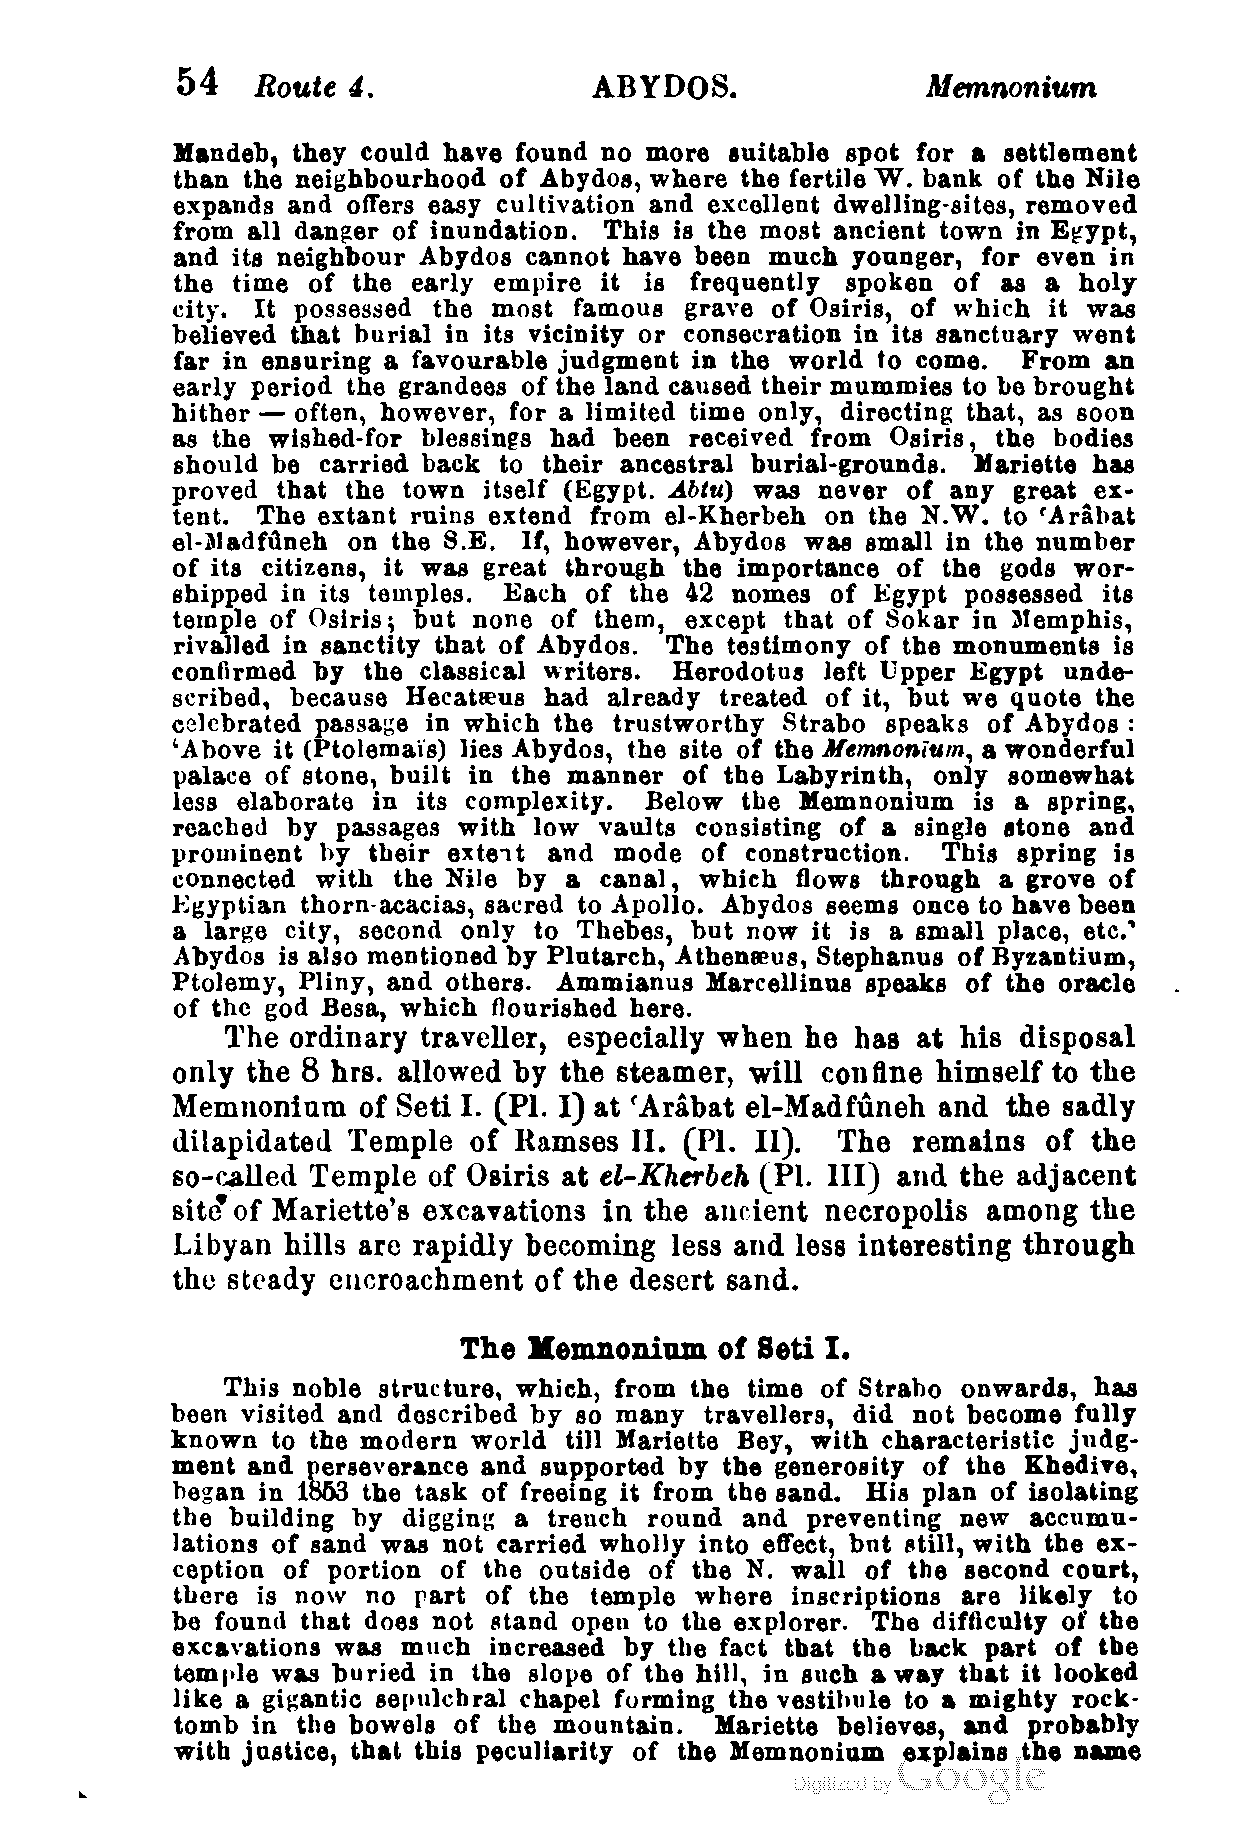 54 Route 4. ABYDOS. Memnonium
Mandeb, they could have found no more suitable spot for a settlement
than the neighbourhood of Abydos, where the fertile W. bank of the Nile
expands and offers easy cultivation and excellent dwelling-sites, removed
from all danger of inundation. This is the most ancient town in Egypt,
and its neighbour Abydos cannot have been much younger, for even in
the time of the early empire it is frequently spoken of as a holy
city. It possessed the most famous grave of Osiris, of which it was
believed that burial in its vicinity or consecration in its sanctuary went
far in ensuring a favourable judgment in the world to come. From an
early period the grandees of the land caused their mummies to be brought
hither — often, however, for a limited time only, directing that, as soon
as the wished-for blessings had been received from Osiris, the bodies
should be carried back to their ancestral burial-grounds. Mariette has
proved that the town itself (Egypt. Abtu) was never of any great ex-
tent. The extant ruins extend from el-Kherbeh on the N.W. to ʿArâbat
el-Madfûneh on the S.E. If, however, Abydos was small in the number
of its citizens, it was great through the importance of the gods wor-
shipped in its temples. Each of the 42 nomes of Egypt possessed its
temple of Osiris; but none of them, except that of Sokar in Memphis,
rivalled in sanctity that of Abydos. The testimony of the monuments is
confirmed by the classical writers. Herodotus left Upper Egypt unde-
scribed, because Hecatæus had already treated of it, but we quote the
celebrated passage in which the trustworthy Strabo speaks of Abydos:
‘Above it (Ptolemaïs) lies Abydos, the site of the Memnonium, a wonderful
palace of stone, built in the manner of the Labyrinth, only somewhat
less elaborate in its complexity. Below the Memnonium is a spring,
reached by passages with low vaults consisting of a single stone and
prominent by their extent and mode of construction. This spring is
connected with the Nile by a canal, which flows through a grove of
Egyptian thorn-acacias, sacred to Apollo. Abydos seems once to have been
a large city, second only to Thebes, but now it is a small place, etc.’
Abydos is also mentioned by Plutarch, Athenæus, Stephanus of Byzantium,
Ptolemy, Pliny, and others. Ammianus Marcellinus speaks of the oracle
of the god Besa, which flourished here.
The ordinary traveller, especially when he has at his disposal
only the 8 hrs. allowed by the steamer, will confine himself to the
Memnonium of Seti I. (Pl. I) at ʿArâbat el-Madfûneh and the sadly
dilapidated Temple of Ramses II. (Pl. II). The remains of the
so-called Temple of Osiris at el-Kherbeh (Pl. III) and the adjacent
site of Mariette's excavations in the ancient necropolis among the
Libyan hills are rapidly becoming less and less interesting through
the steady encroachment of the desert sand.
The Memnonium of Seti I.
This noble structure, which, from the time of Strabo onwards, has
been visited and described by so many travellers, did not become fully
known to the modern world till Mariette Bey, with characteristic judg-
ment and perseverance and supported by the generosity of the Khedive,
began in 1853 the task of freeing it from the sand. His plan of isolating
the building by digging a trench round and preventing new accumu-
lations of sand was not carried wholly into effect, but still, with the ex-
ception of portion of the outside of the N. wall of the second court,
there is now no part of the temple where inscriptions are likely to
be found that does not stand open to the explorer. The difficulty of the
excavations was much increased by the fact that the back part of the
temple was buried in the slope of the hill, in such a way that it looked
like a gigantic sepulchral chapel forming the vestibule to a mighty rock-
tomb in the bowels of the mountain. Mariette believes, and probably
with justice, that this peculiarity of the Memnonium explains the name
Digitized by Google